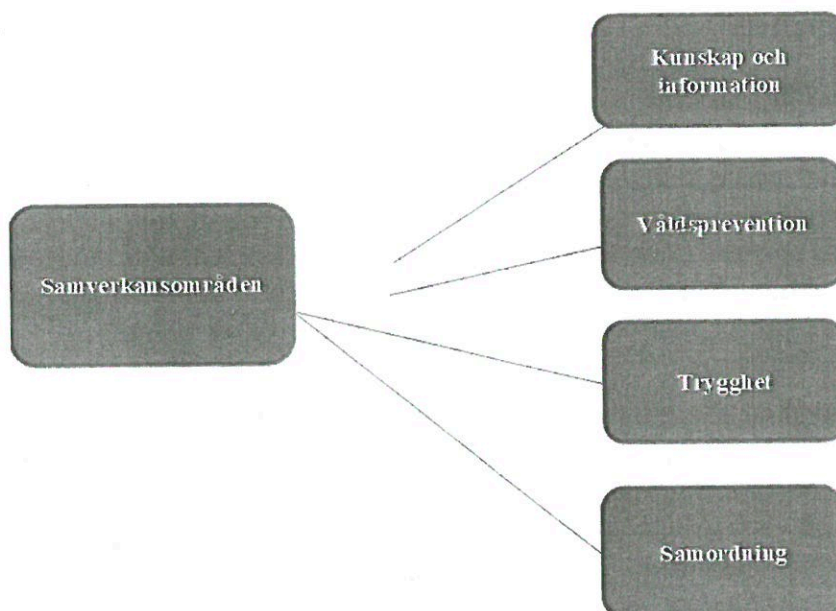 Samverkansområden
Kunskap och
information
Våldsprevention
Trygghet
Samordning